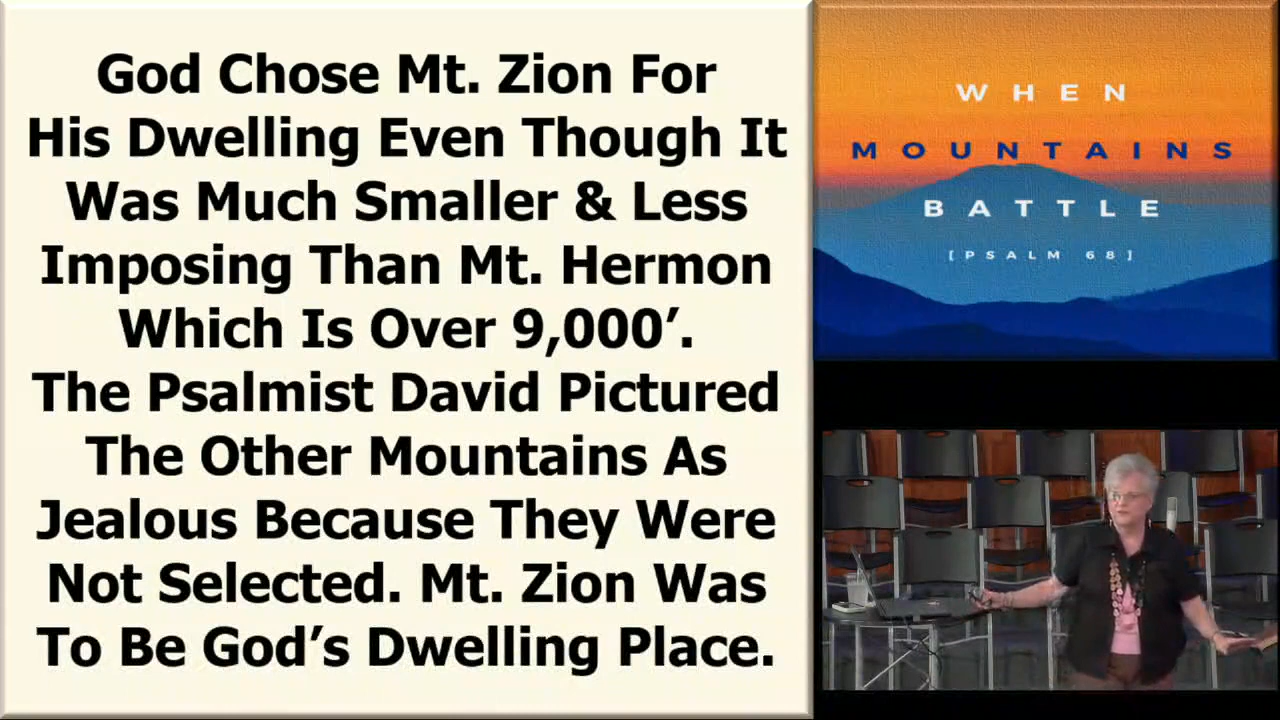 God Chose Mt. Zion For
His Dwelling Even Though It
Was Much Smaller & Less
Imposing Than Mt. Hermon
Which Is Over 9,000’.
The Psalmist David Pictured
The Other Mountains As
Jealous Because They Were
Not Selected. Mt. Zion Was
To Be God’s Dwelling Place.
WHEN
MOUNTAINS
BATTLE
[PSALM 68]